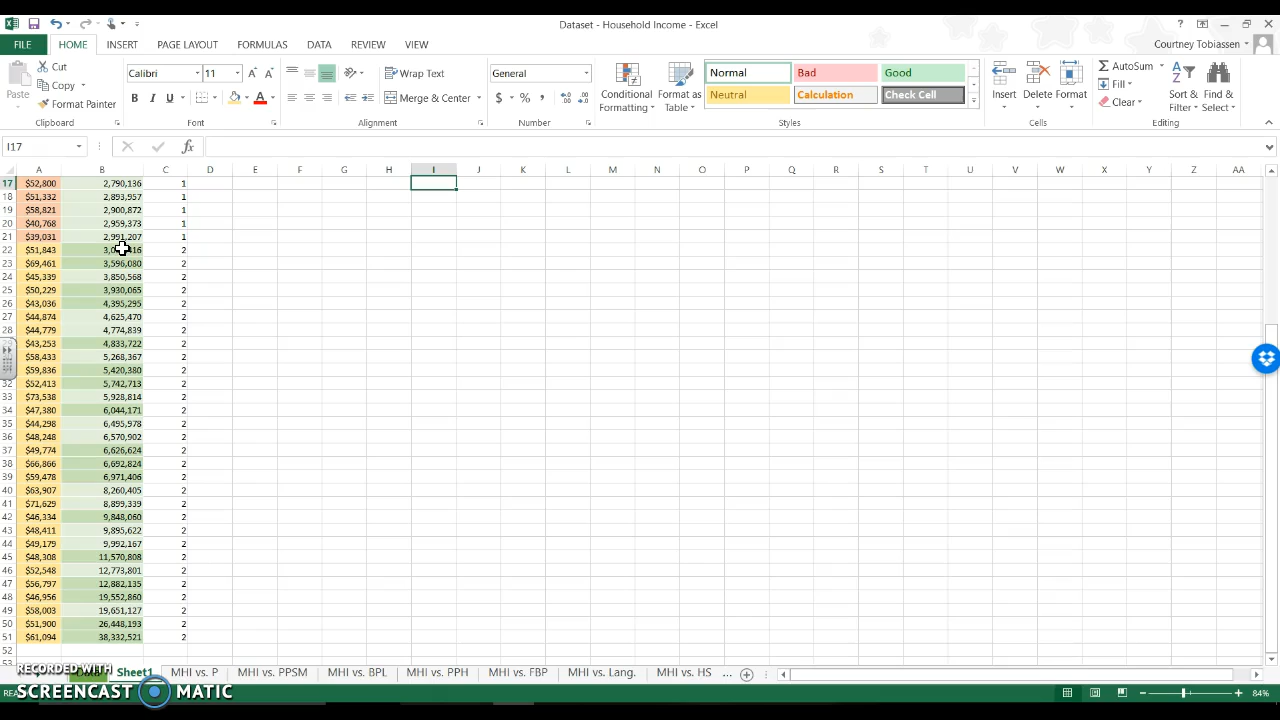 Dataset - Household Income - Excel
?
FILE HOME INSERT PAGE LAYOUT FORMULAS DATA REVIEW VIEW Courtney Tobiassen
Paste
Cut
Copy
Format Painter
Clipboard
Calibri 11
B I U
Font
Wrap Text
Merge & Center
Alignment
General
$ % ,
Number
Conditional Formatting
Format as Table
Normal Bad Good
Neutral Calculation Check Cell
Styles
Insert Delete Format
Cells
AutoSum
Fill
Clear
Sort & Filter
Find & Select
Editing
I17 fx
A B C D E F G H I J K L M N O P Q R S T U V W X Y Z AA
17 $52,800 2,790,136 1
18 $51,332 2,893,957 1
19 $58,821 2,900,872 1
20 $40,768 2,959,373 1
21 $39,031 2,991,207 1
22 $51,843 2
23 $69,461 3,596,080 2
24 $45,339 3,850,568 2
25 $50,229 3,930,065 2
26 $43,036 4,395,295 2
27 $44,874 4,625,470 2
28 $44,779 4,774,839 2
$43,253 4,833,722 2
$58,433 5,268,367 2
$59,836 5,420,380 2
32 $52,413 5,742,713 2
33 $73,538 5,928,814 2
34 $47,380 6,044,171 2
35 $44,298 6,495,978 2
36 $48,248 6,570,902 2
37 $49,774 6,626,624 2
38 $66,866 6,692,824 2
39 $59,478 6,971,406 2
40 $63,907 8,260,405 2
41 $71,629 8,899,339 2
42 $46,334 9,848,060 2
43 $48,411 9,895,622 2
44 $49,179 9,992,167 2
45 $48,308 11,570,808 2
46 $52,548 12,773,801 2
47 $56,797 12,882,135 2
48 $46,956 19,552,860 2
49 $58,003 19,651,127 2
50 $51,900 26,448,193 2
51 $61,094 38,332,521 2
52
53
Data Sheet1 MHI vs. P MHI vs. PPSM MHI vs. BPL MHI vs. PPH MHI vs. FBP MHI vs. Lang. MHI vs. HS ...
RECORDED WITH
SCREENCAST MATIC
84%